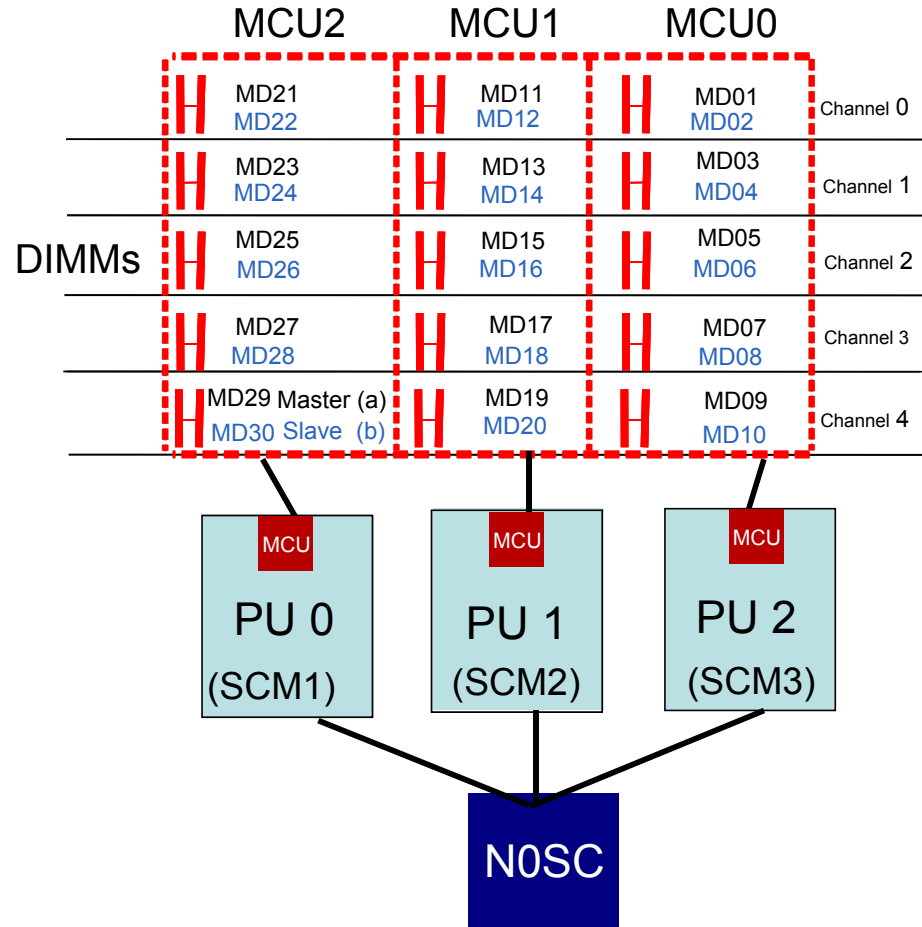 MCU2 MCU1 MCU0
MD21 MD11 MD01 Channel 0
MD22 MD12 MD02
MD23 MD13 MD03 Channel 1
MD24 MD14 MD04
DIMMs
MD25 MD15 MD05 Channel 2
MD26 MD16 MD06
MD27 MD17 MD07 Channel 3
MD28 MD18 MD08
MD29 Master (a) MD19 MD09 Channel 4
MD30 Slave (b) MD20 MD10
MCU MCU MCU
PU 0 PU 1 PU 2
(SCM1) (SCM2) (SCM3)
N0SC